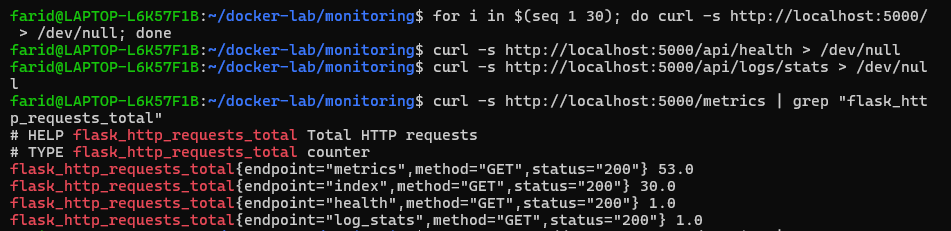 farid@LAPTOP-L6K57F1B:~/docker-lab/monitoring$ for i in $(seq 1 30); do curl -s http://localhost:5000/
 > /dev/null; done
farid@LAPTOP-L6K57F1B:~/docker-lab/monitoring$ curl -s http://localhost:5000/api/health > /dev/null
farid@LAPTOP-L6K57F1B:~/docker-lab/monitoring$ curl -s http://localhost:5000/api/logs/stats > /dev/nul
l
farid@LAPTOP-L6K57F1B:~/docker-lab/monitoring$ curl -s http://localhost:5000/metrics | grep "flask_htt
p_requests_total"
# HELP flask_http_requests_total Total HTTP requests
# TYPE flask_http_requests_total counter
flask_http_requests_total{endpoint="metrics",method="GET",status="200"} 53.0
flask_http_requests_total{endpoint="index",method="GET",status="200"} 30.0
flask_http_requests_total{endpoint="health",method="GET",status="200"} 1.0
flask_http_requests_total{endpoint="log_stats",method="GET",status="200"} 1.0